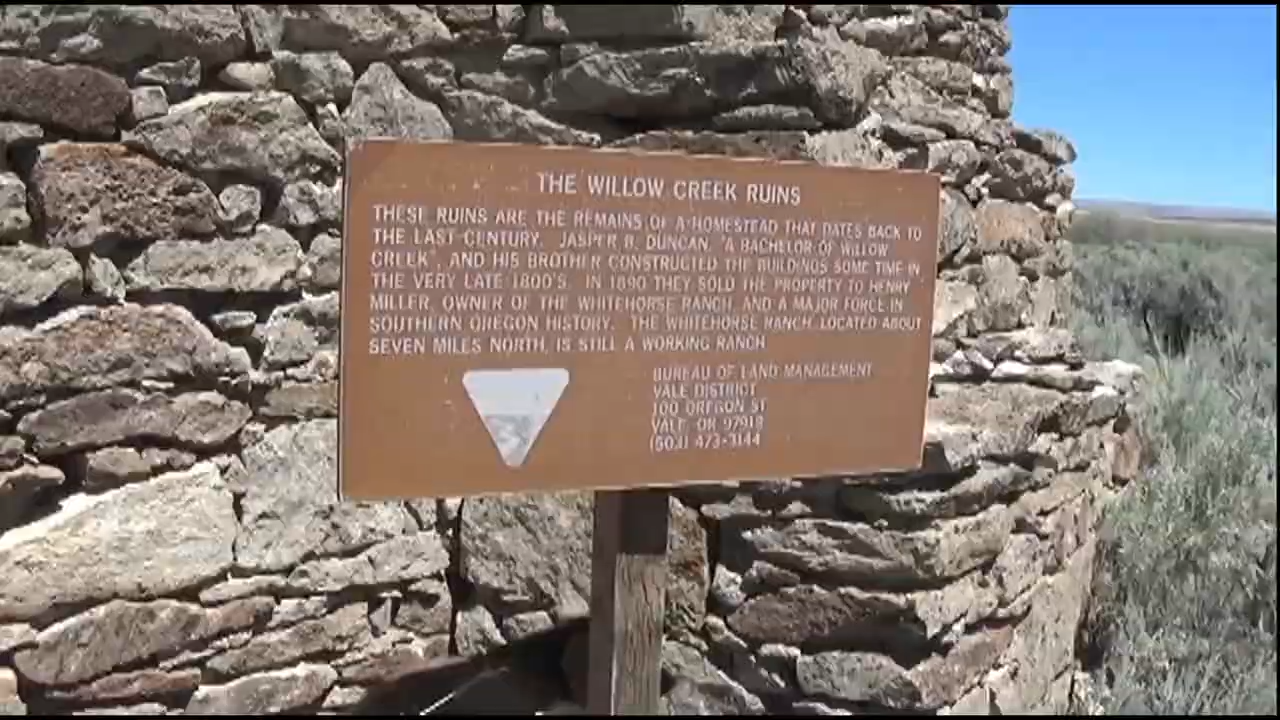 THE WILLOW CREEK RUINS
THESE RUINS ARE THE REMAINS OF A HOMESTEAD THAT DATES BACK TO
THE LAST CENTURY. JASPER B. DUNCAN, "A BACHELOR OF WILLOW
CREEK", AND HIS BROTHER CONSTRUCTED THE BUILDINGS SOME TIME IN
THE VERY LATE 1800'S. IN 1890 THEY SOLD THE PROPERTY TO HENRY
MILLER, OWNER OF THE WHITEHORSE RANCH, AND A MAJOR FORCE IN
SOUTHERN OREGON HISTORY. THE WHITEHORSE RANCH, LOCATED ABOUT
SEVEN MILES NORTH, IS STILL A WORKING RANCH
BUREAU OF LAND MANAGEMENT
VALE DISTRICT
100 OREGON ST
VALE, OR 97918
(503) 473-3144